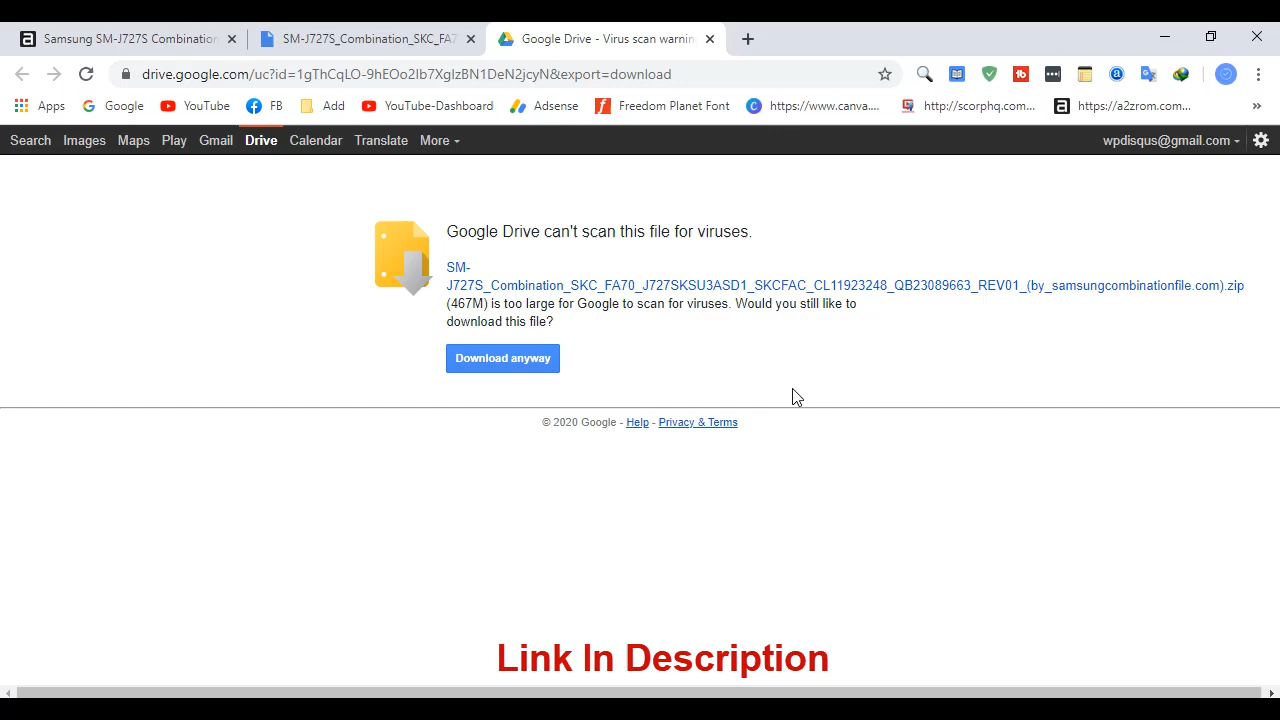 Samsung SM-J727S Combination
SM-J727S_Combination_SKC_FA7
Google Drive - Virus scan warnin
drive.google.com/uc?id=1gThCqLO-9hEOo2Ib7XgIzBN1DeN2jcyN&export=download
Apps Google YouTube FB Add YouTube-Dashboard Adsense Freedom Planet Font https://www.canva.... http://scorphq.com... https://a2zrom.com...
Search Images Maps Play Gmail Drive Calendar Translate More wpdisqus@gmail.com
Google Drive can't scan this file for viruses.
SM-
J727S_Combination_SKC_FA70_J727SKSU3ASD1_SKCFAC_CL11923248_QB23089663_REV01_(by_samsungcombinationfile.com).zip
(467M) is too large for Google to scan for viruses. Would you still like to
download this file?
Download anyway
© 2020 Google - Help - Privacy & Terms
Link In Description